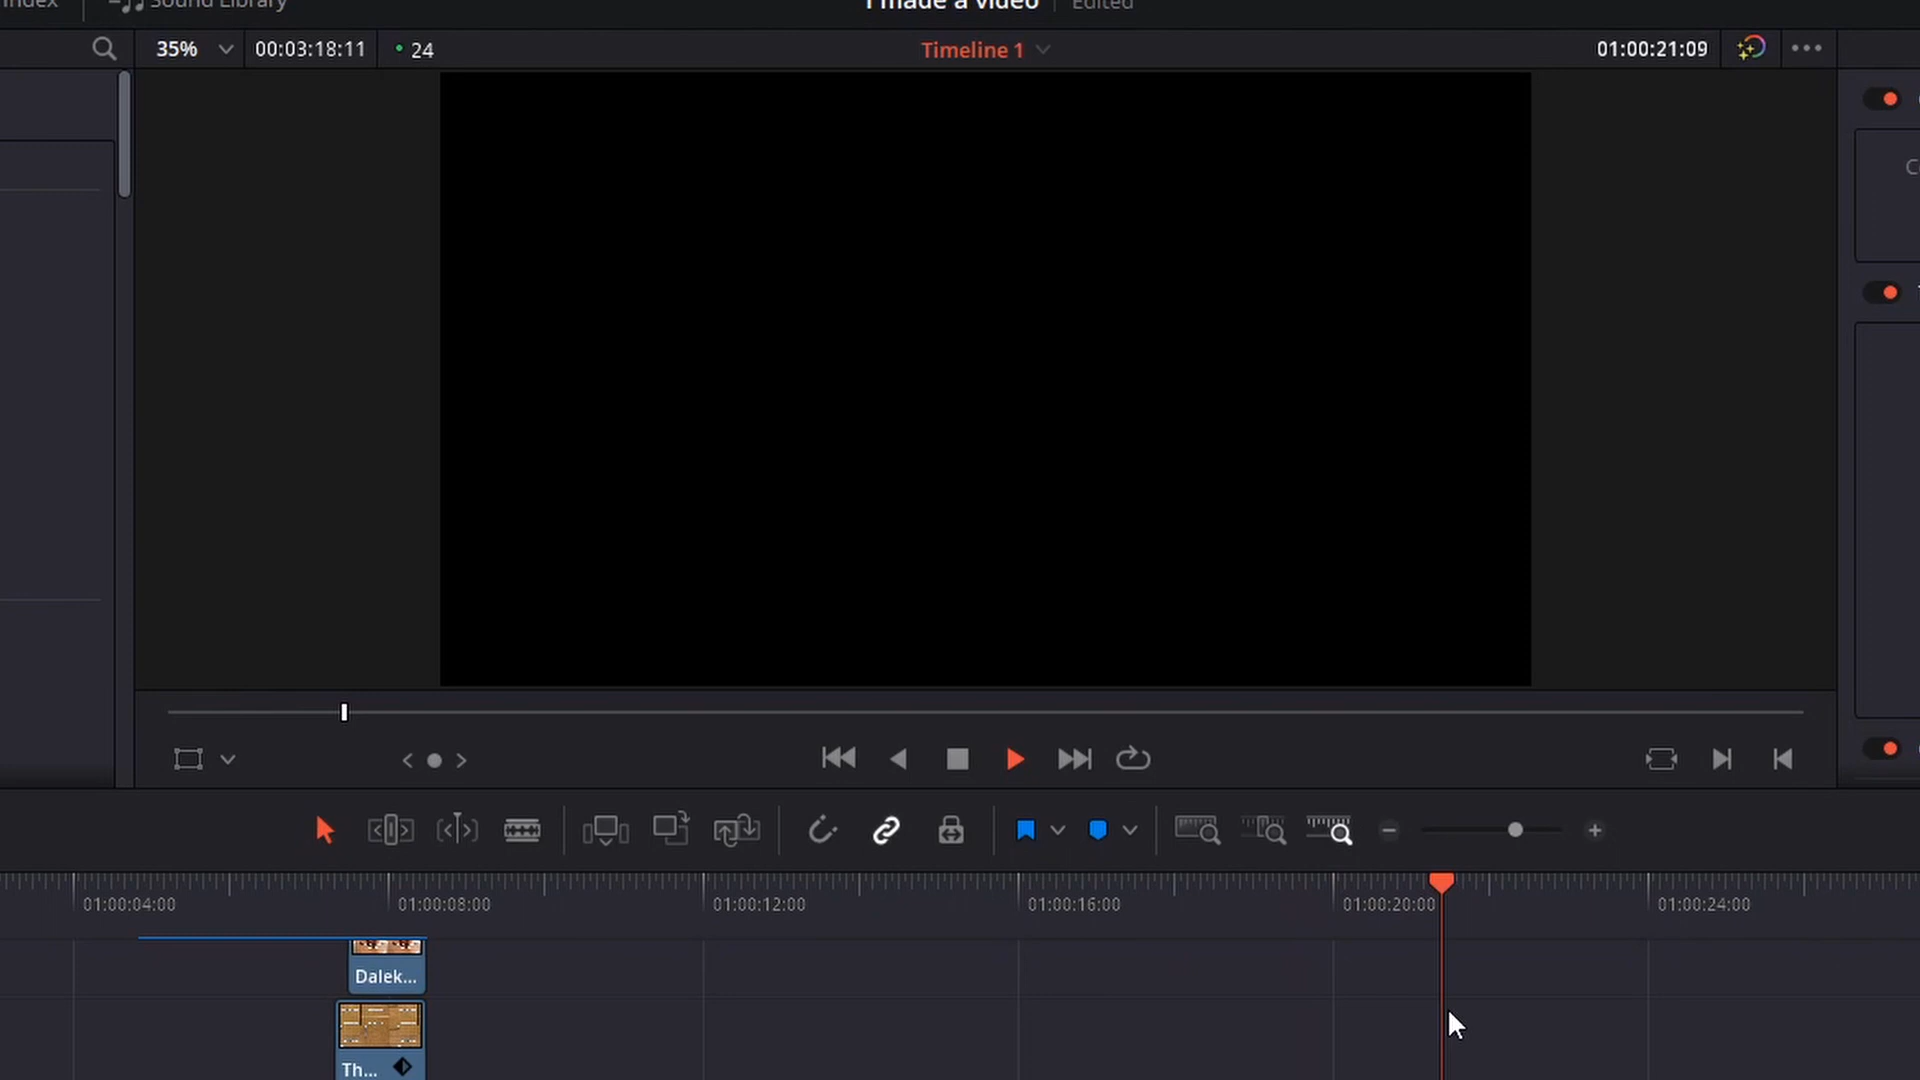 Index Sound Library I made a video Edited
35% 00:03:18:11 24 Timeline 1 01:00:21:09
01:00:04:00 01:00:08:00 01:00:12:00 01:00:16:00 01:00:20:00 01:00:24:00
Dalek...
Th...